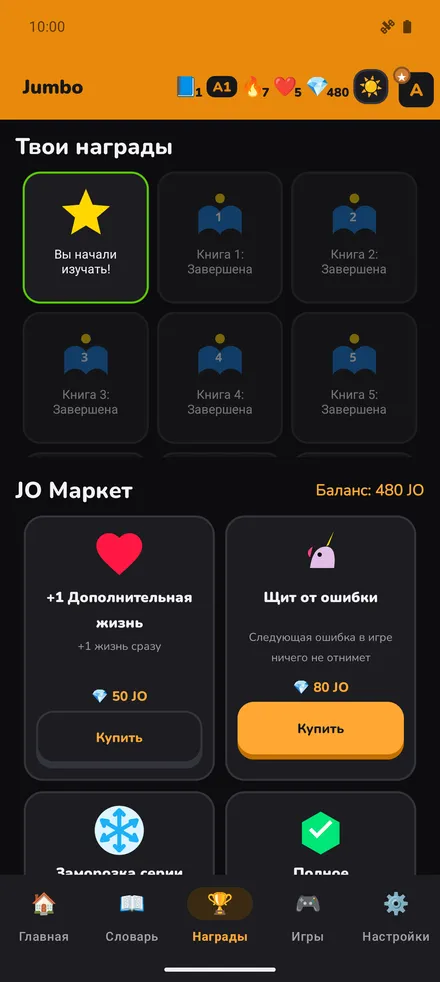 10:00
Jumbo
1
A1
7
5
480
A
Твои награды
Вы начали
изучать!
1
Книга 1:
Завершена
2
Книга 2:
Завершена
3
Книга 3:
Завершена
4
Книга 4:
Завершена
5
Книга 5:
Завершена
JO Маркет
Баланс: 480 JO
+1 Дополнительная
жизнь
+1 жизнь сразу
50 JO
Купить
Щит от ошибки
Следующая ошибка в игре
ничего не отнимет
80 JO
Купить
Заморозка серии
Полное
Главная
Словарь
Награды
Игры
Настройки